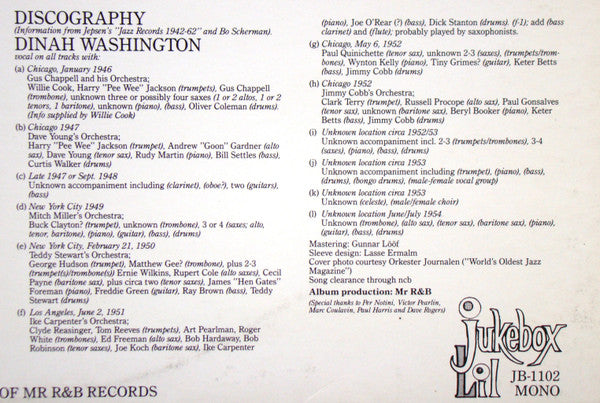 DISCOGRAPHY
(Information from Jepsen's "Jazz Records 1942-62" and Bo Scherman).
DINAH WASHINGTON
vocal on all tracks with:
(a) Chicago, January 1946
Gus Chappell and his Orchestra;
Willie Cook, Harry "Pee Wee" Jackson (trumpets), Gus Chappell
(trombone), unknown three or possibly four saxes (1 or 2 altos, 1 or 2
tenors, 1 baritone), unknown (piano), (bass), Oliver Coleman (drums).
(Info supplied by Willie Cook)
(b) Chicago 1947
Dave Young's Orchestra;
Harry "Pee Wee" Jackson (trumpet), Andrew "Goon" Gardner (alto
sax), Dave Young (tenor sax), Rudy Martin (piano), Bill Settles (bass),
Curtis Walker (drums)
(c) Late 1947 or Sept. 1948
Unknown accompaniment including (clarinet), (oboe?), two (guitars),
(bass)
(d) New York City 1949
Mitch Miller's Orchestra;
Buck Clayton? (trumpet), unknown (trombone), 3 or 4 (saxes; alto,
tenor, baritone), (piano), (guitar), (bass), (drums)
(e) New York City, February 21, 1950
Teddy Stewart's Orchestra;
George Hudson (trumpet), Matthew Gee? (trombone), plus 2-3
(trumpet(s)/trombone(s)) Ernie Wilkins, Rupert Cole (alto saxes), Cecil
Payne (baritone sax), plus circa two (tenor saxes), James "Hen Gates"
Foreman (piano), Freddie Green (guitar), Ray Brown (bass), Teddy
Stewart (drums)
(f) Los Angeles, June 2, 1951
Ike Carpenter's Orchestra;
Clyde Reasinger, Tom Reeves (trumpets), Art Pearlman, Roger
White (trombones), Ed Freeman (alto sax), Bob Hardaway, Bob
Robinson (tenor saxes), Joe Koch (baritone sax), Ike Carpenter
(piano), Joe O'Rear (?) (bass), Dick Stanton (drums). (f-1); add (bass
clarinet) and (flute); probably played by saxophonists.
(g) Chicago, May 6, 1952
Paul Quinichette (tenor sax), unknown 2-3 (saxes), (trumpets/trom-
bones), Wynton Kelly (piano), Tiny Grimes? (guitar), Keter Betts
(bass), Jimmy Cobb (drums)
(h) Chicago 1952
Jimmy Cobb's Orchestra;
Clark Terry (trumpet), Russell Procope (alto sax), Paul Gonsalves
(tenor sax), unknown (baritone sax), Beryl Booker (piano), Keter
Betts (bass), Jimmy Cobb (drums)
(i) Unknown location circa 1952/53
Unknown accompaniment incl. 2-3 (trumpets/trombones), 3-4
(saxes), (piano), (bass), (drums)
(j) Unknown location circa 1953
Unknown accompaniment including (trumpet), (piano), (bass),
(drums), (bongo drums), (male-female vocal group)
(k) Unknown location circa 1953
Unknown (celeste), (male/female choir)
(l) Unknown location June/July 1954
Unknown (trombone), (alto sax), (tenor sax), (baritone sax), (piano),
(guitar), (bass), (drums)
Mastering: Gunnar Lööf
Sleeve design: Lasse Ermalm
Cover photo courtesy Orkester Journalen ("World's Oldest Jazz
Magazine")
Song clearance through ncb
Album production: Mr R&B
(Special thanks to Per Notini, Victor Pearlin,
Marc Coulavin, Paul Harris and Dave Rogers)
jukebox
Lil
JB-1102
MONO
OF MR R&B RECORDS